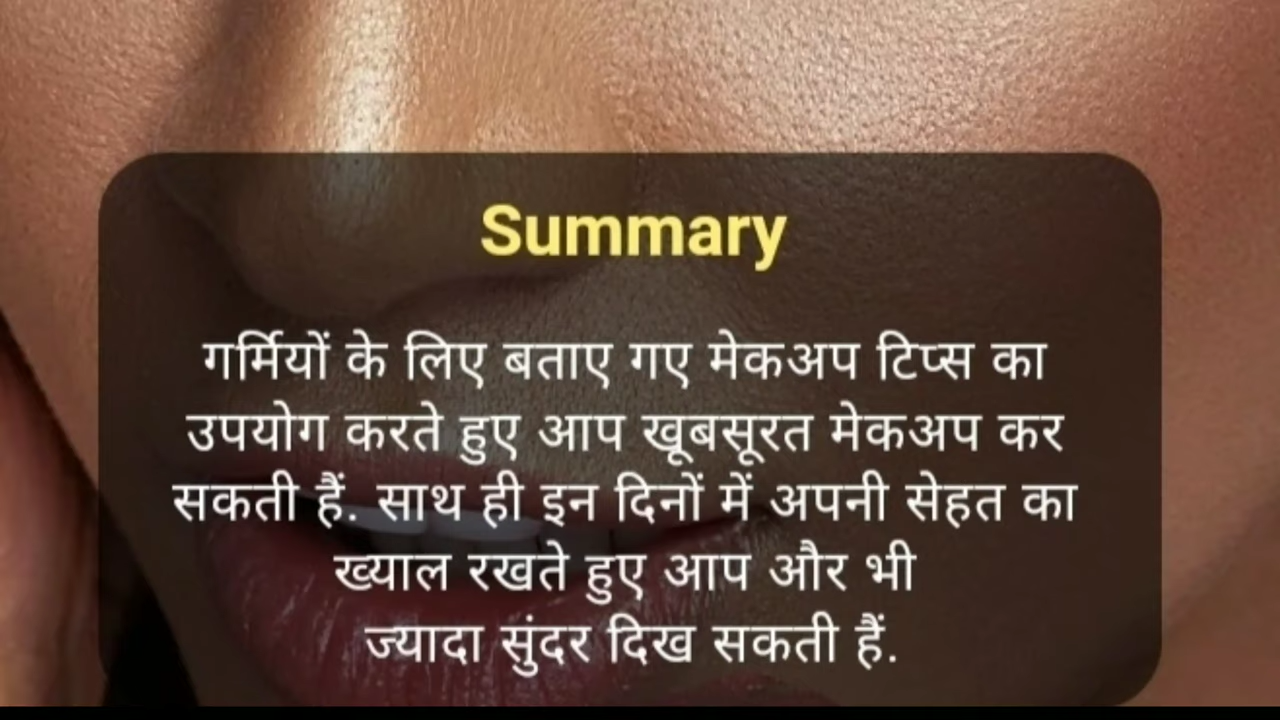 Summary
गर्मियों के लिए बताए गए मेकअप टिप्स का
उपयोग करते हुए आप खूबसूरत मेकअप कर
सकती हैं. साथ ही इन दिनों में अपनी सेहत का
ख्याल रखते हुए आप और भी
ज्यादा सुंदर दिख सकती हैं.